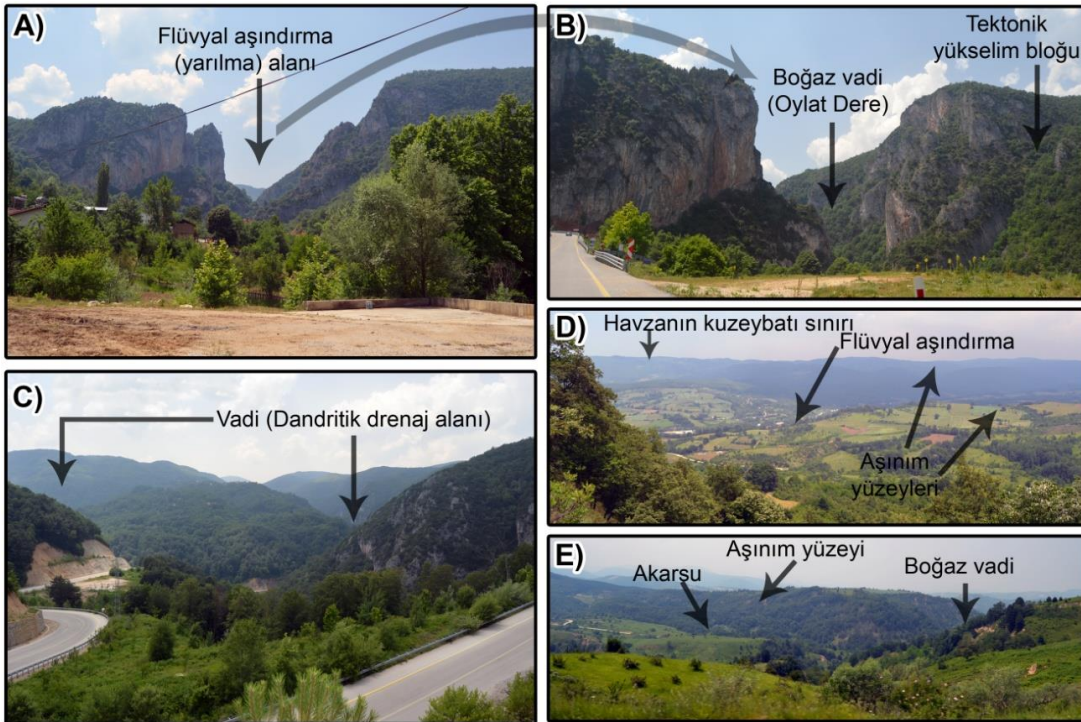 A)
Flüvyal aşındırma
(yarılma) alanı
B)
Tektonik
yükselim bloğu
Boğaz vadi
(Oylat Dere)
C)
Vadi (Dandritik drenaj alanı)
D)
Havzanın kuzeybatı sınırı
Flüvyal aşındırma
Aşınım
yüzeyleri
E)
Aşınım yüzeyi
Akarsu
Boğaz vadi